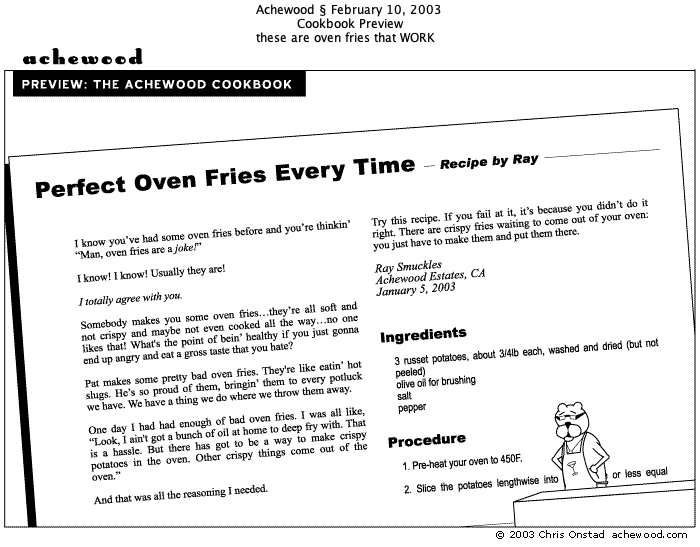 Achewood § February 10, 2003
Cookbook Preview
these are oven fries that WORK
achewood
PREVIEW: THE ACHEWOOD COOKBOOK
Perfect Oven Fries Every Time — Recipe by Ray
I know you've had some oven fries before and you're thinkin'
“Man, oven fries are a joke!”
I know! I know! Usually they are!
I totally agree with you.
Somebody makes you some oven fries…they're all soft and
not crispy and maybe not even cooked all the way…no one
likes that! What's the point of bein' healthy if you just gonna
end up angry and eat a gross taste that you hate?
Pat makes some pretty bad oven fries. They're like eatin' hot
slugs. He's so proud of them, bringin' them to every potluck
we have. We have a thing we do where we throw them away.
One day I had had enough of bad oven fries. I was all like,
“Look, I ain't got a bunch of oil at home to deep fry with. That
is a hassle. But there has got to be a way to make crispy
potatoes in the oven. Other crispy things come out of the
oven.”
And that was all the reasoning I needed.
Try this recipe. If you fail at it, it's because you didn't do it
right. There are crispy fries waiting to come out of your oven:
you just have to make them and put them there.
Ray Smuckles
Achewood Estates, CA
January 5, 2003
Ingredients
3 russet potatoes, about 3/4lb each, washed and dried (but not
peeled)
olive oil for brushing
salt
pepper
Procedure
1. Pre-heat your oven to 450F.
2. Slice the potatoes lengthwise into or less equal
© 2003 Chris Onstad achewood.com